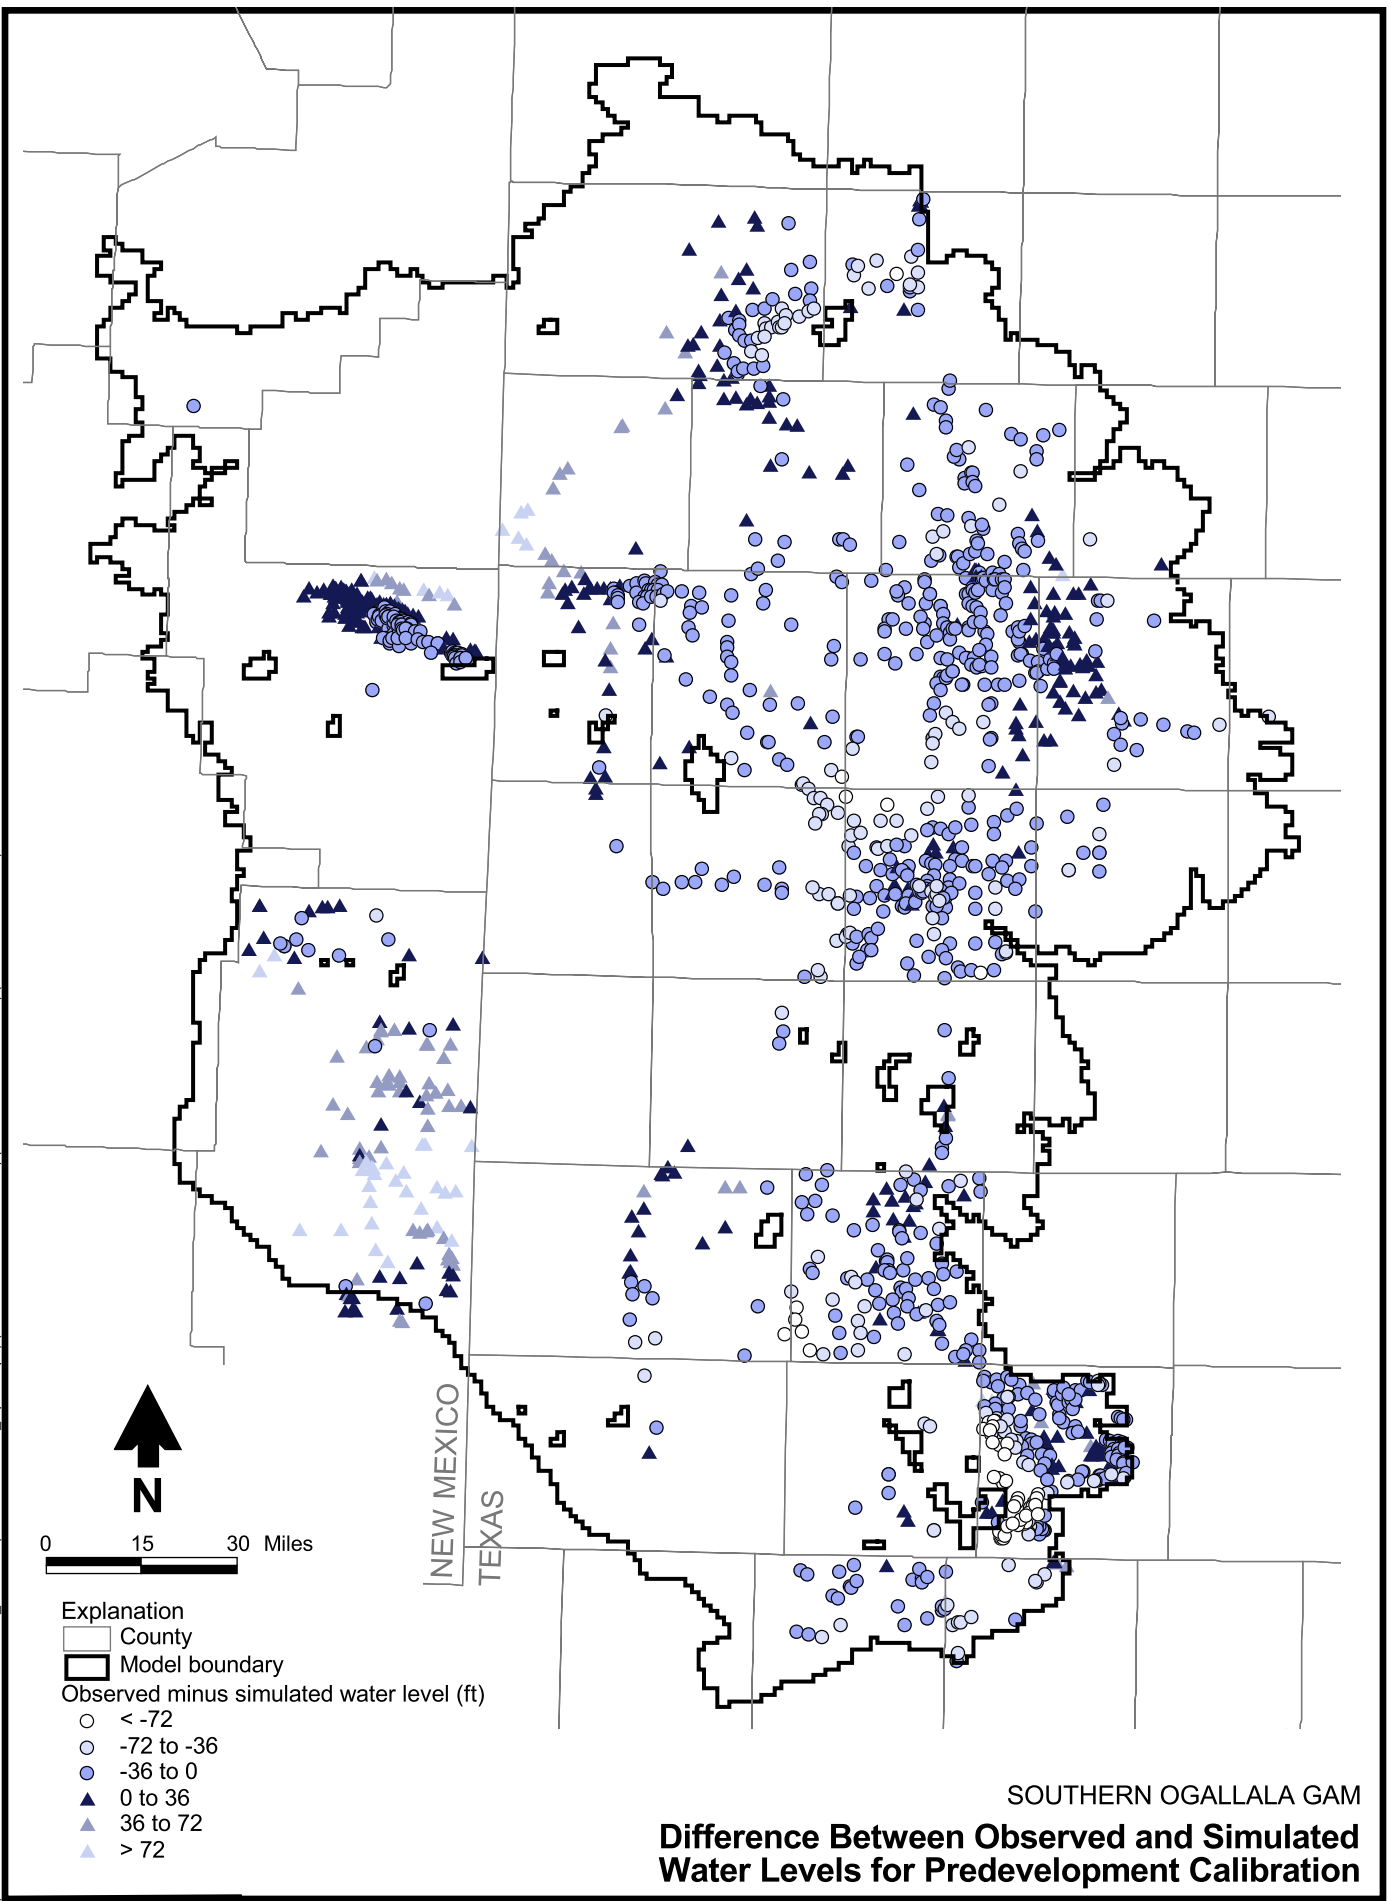 NEW MEXICO
TEXAS
N
0 15 30 Miles
Explanation
County
Model boundary
Observed minus simulated water level (ft)
< -72
-72 to -36
-36 to 0
0 to 36
36 to 72
> 72
SOUTHERN OGALLALA GAM
Difference Between Observed and Simulated
Water Levels for Predevelopment Calibration